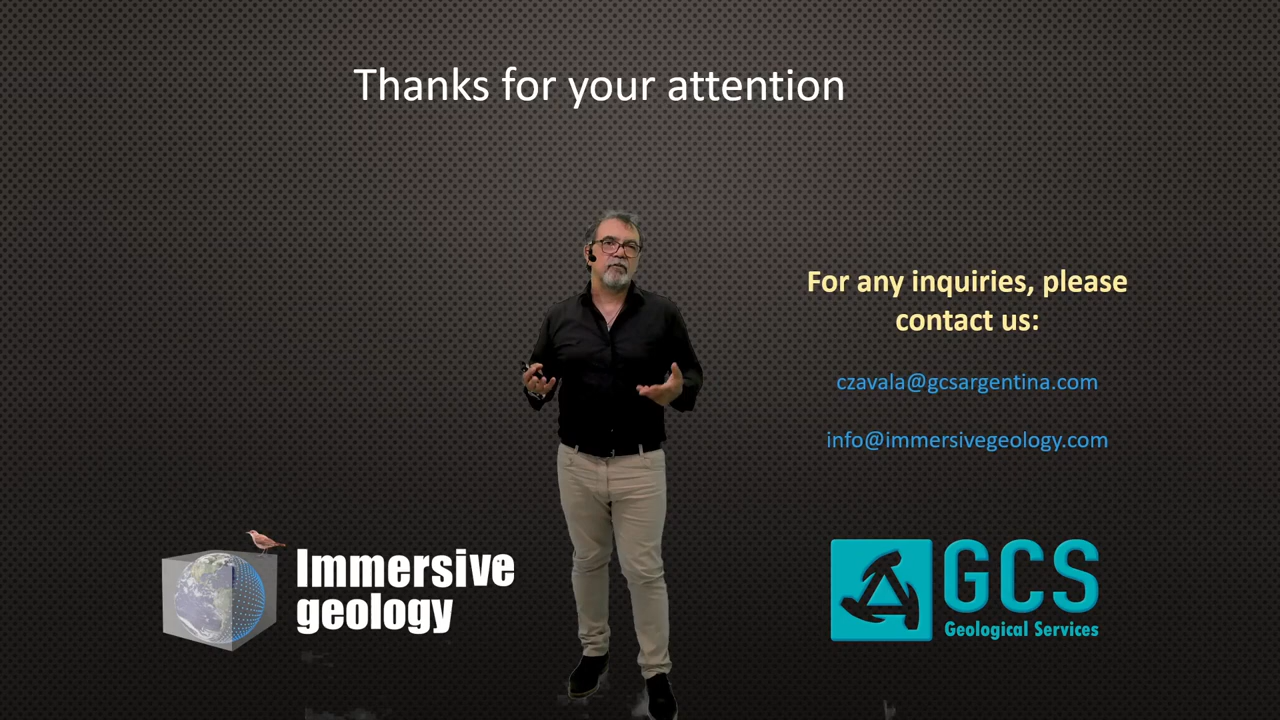 Thanks for your attention
For any inquiries, please
contact us:
czavala@gcsargentina.com
info@immersivegeology.com
Immersive
geology
GCS
Geological Services